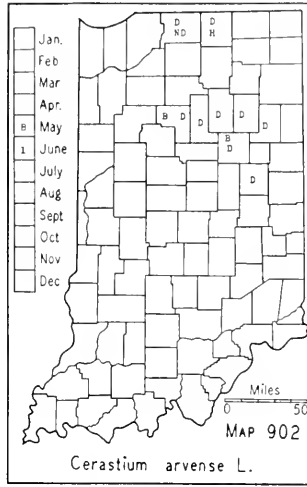 Jan.
Feb
Mar
Apr.
B May
1 June
July
Aug
Sept
Oct
Nov
Dec
D D
ND H
D D
B D D D
B
D
D
Miles
0 50
MAP 902
Cerastium arvense L.